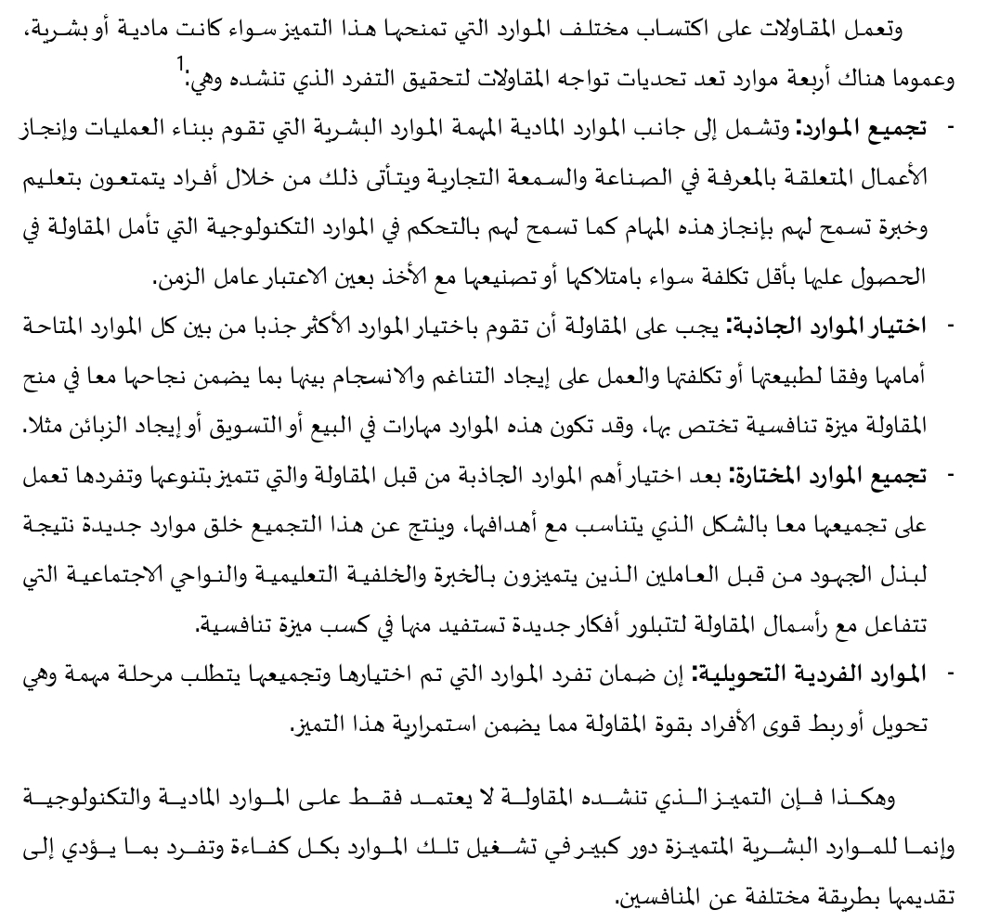 وتعمل المقاولات على اكتساب مختلف الموارد التي تمنحها هذا التميز سواء كانت مادية أو بشرية،
وعموما هناك أربعة موارد تعد تحديات تواجه المقاولات لتحقيق التفرد الذي تنشده وهي:1
- تجميع الموارد: وتشمل إلى جانب الموارد المادية المهمة الموارد البشرية التي تقوم ببناء العمليات وإنجاز
الأعمال المتعلقة بالمعرفة في الصناعة والسمعة التجارية ويتأتى ذلك من خلال أفراد يتمتعون بتعليم
وخبرة تسمح لهم بإنجاز هذه المهام كما تسمح لهم بالتحكم في الموارد التكنولوجية التي تأمل المقاولة في
الحصول عليها بأقل تكلفة سواء بامتلاكها أو تصنيعها مع الأخذ بعين الاعتبار عامل الزمن.
- اختيار الموارد الجاذبة: يجب على المقاولة أن تقوم باختيار الموارد الأكثر جذبا من بين كل الموارد المتاحة
أمامها وفقا لطبيعتها أو تكلفتها والعمل على إيجاد التناغم والانسجام بينها بما يضمن نجاحها معا في منح
المقاولة ميزة تنافسية تختص بها، وقد تكون هذه الموارد مهارات في البيع أو التسويق أو إيجاد الزبائن مثلا.
- تجميع الموارد المختارة: بعد اختيار أهم الموارد الجاذبة من قبل المقاولة والتي تتميز بتنوعها وتفردها تعمل
على تجميعها معا بالشكل الذي يتناسب مع أهدافها، وينتج عن هذا التجميع خلق موارد جديدة نتيجة
لبذل الجهود من قبل العاملين الذين يتميزون بالخبرة والخلفية التعليمية والنواحي الاجتماعية التي
تتفاعل مع رأسمال المقاولة لتتبلور أفكار جديدة تستفيد منها في كسب ميزة تنافسية.
- الموارد الفردية التحويلية: إن ضمان تفرد الموارد التي تم اختيارها وتجميعها يتطلب مرحلة مهمة وهي
تحويل أو ربط قوى الأفراد بقوة المقاولة مما يضمن استمرارية هذا التميز.
وهكذا فإن التميز الذي تنشده المقاولة لا يعتمد فقط على الموارد المادية والتكنولوجية
وإنما للموارد البشرية المتميزة دور كبير في تشغيل تلك الموارد بكل كفاءة وتفرد بما يؤدي إلى
تقديمها بطريقة مختلفة عن المنافسين.